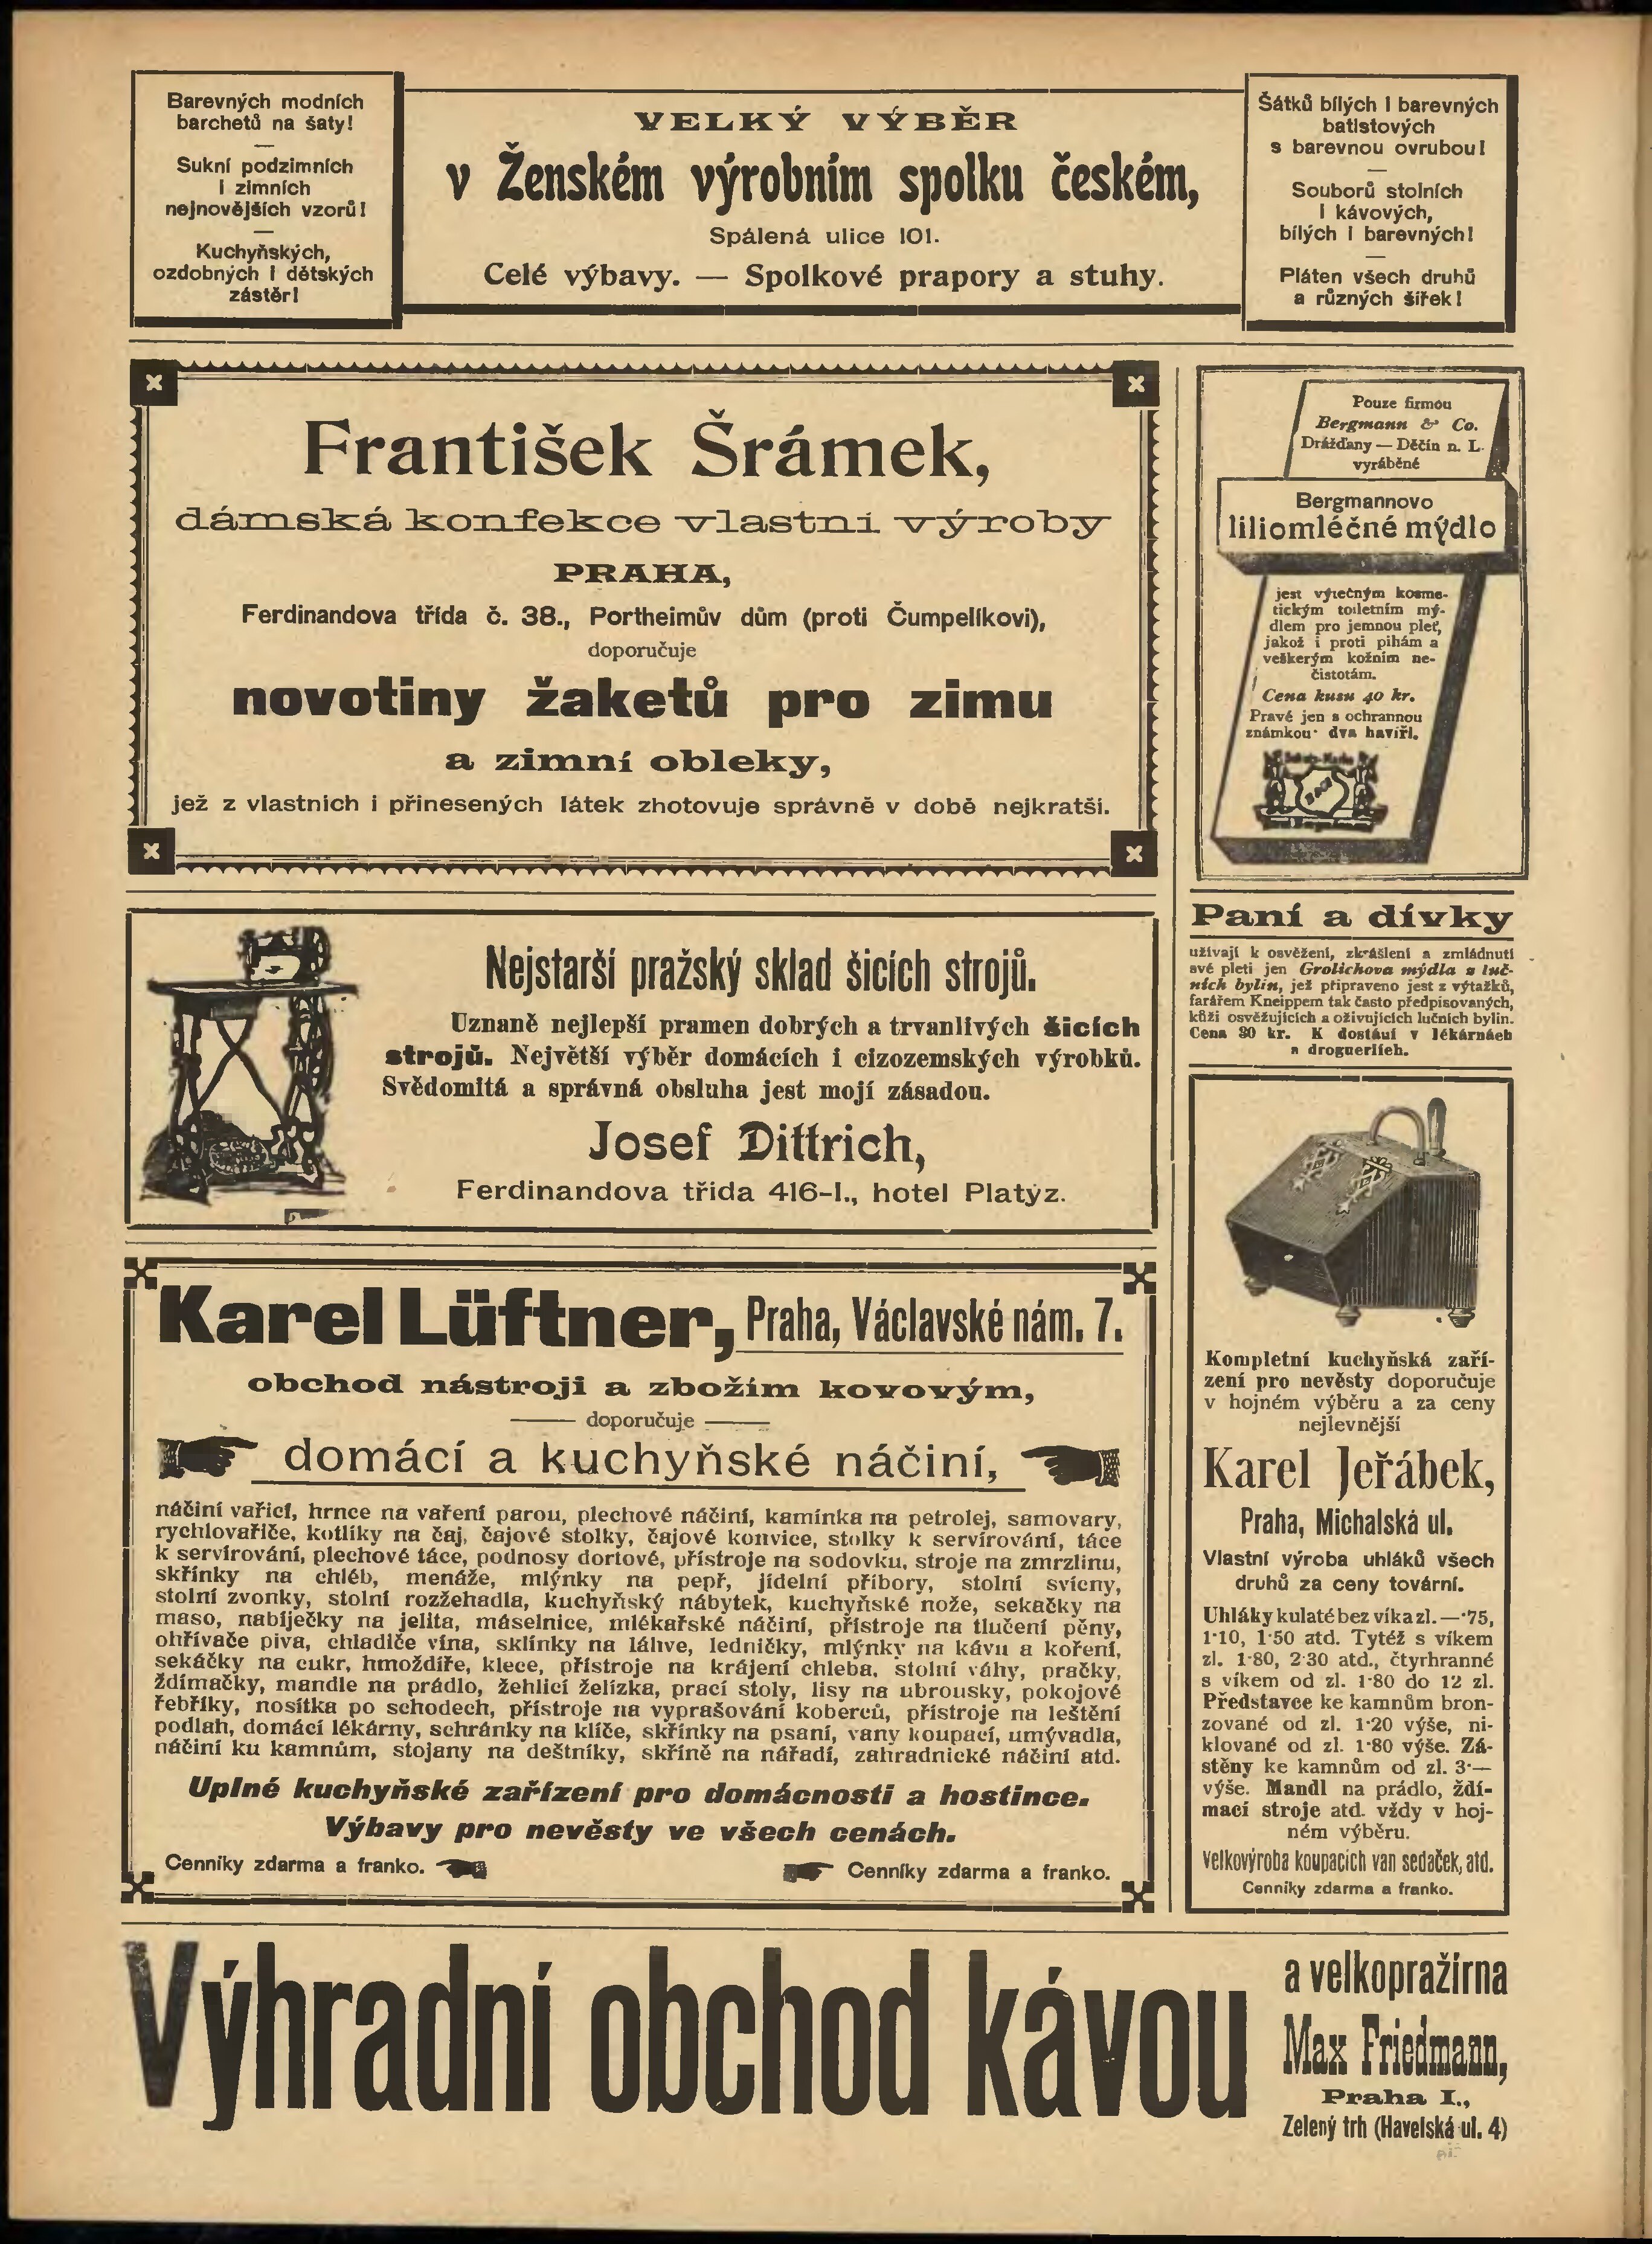 Barevných modních
barchetů na šaty!
Sukní podzimních
i zimních
nejnovějších vzorů!
Kuchyňských,
ozdobných i dětských
zástěr!
VELKÝ VÝBĚR
v Ženském výrobním spolku českém,
Spálená ulice 101.
Celé výbavy. — Spolkové prapory a stuhy.
Šátků bílých i barevných
batistových
s barevnou ovrubou!
Souborů stolních
i kávových,
bílých i barevných!
Pláten všech druhů
a různých šířek!
František Šrámek,
dámská konfekce vlastní výroby
PRAHA,
Ferdinandova třída č. 38., Portheimův dům (proti Čumpelíkovi),
doporučuje
novotiny žaketů pro zimu
a zimní obleky,
jež z vlastních i přinesených látek zhotovuje správně v době nejkratší.
Pouze firmou
Bergmann & Co.
Drážďany — Děčín n. L.
vyráběné
Bergmannovo
liliomléčné mýdlo
jest výtečným kosme-
tickým toiletním mý-
dlem pro jemnou pleť,
jakož i proti pihám a
veškerým kožním ne-
čistotám.
Cena kusu 40 kr.
Pravé jen s ochrannou
známkou: dva havíři.
Paní a dívky
užívají k osvěžení, zkrášlení a zmládnutí
své pleti jen Grolichova mýdla z luč-
ních bylin, jež připraveno jest z výtažků,
farářem Kneippem tak často předpisovaných,
kůži osvěžujících a oživujících lučních bylin.
Cena 30 kr. K dostání v lékárnách
a drogueriích.
Nejstarší pražský sklad šicích strojů.
Uznaně nejlepší pramen dobrých a trvanlivých šicích
strojů. Největší výběr domácích i cizozemských výrobků.
Svědomitá a správná obsluha jest mojí zásadou.
Josef Dittrich,
Ferdinandova třída 416-I., hotel Platýz.
Karel Lüftner, Praha, Václavské nám. 7.
obchod nástroji a zbožím kovovým,
doporučuje
domácí a kuchyňské náčiní,
náčiní vařicí, hrnce na vaření parou, plechové náčiní, kamínka na petrolej, samovary,
rychlovařiče, kotlíky na čaj, čajové stolky, čajové konvice, stolky k servírování, táce
k servírování, plechové táce, podnosy dortové, přístroje na sodovku, stroje na zmrzlinu,
skřínky na chléb, menáže, mlýnky na pepř, jídelní příbory, stolní svícny,
stolní zvonky, stolní rozžehadla, kuchyňský nábytek, kuchyňské nože, sekačky na
maso, nabíječky na jelita, máselnice, mlékařské náčiní, přístroje na tlučení pěny,
ohřívače piva, chladiče vína, sklínky na láhve, ledničky, mlýnky na kávu a koření,
sekáčky na cukr, hmoždíře, klece, přístroje na krájení chleba, stolní váhy, pračky,
ždímačky, mandle na prádlo, žehlicí želízka, prací stoly, lisy na ubrousky, pokojové
řebříky, nosítka po schodech, přístroje na vyprašování koberců, přístroje na leštění
podlah, domácí lékárny, schránky na klíče, skřínky na psaní, vany koupací, umývadla,
náčiní ku kamnům, stojany na deštníky, skříně na nářadí, zahradnické náčiní atd.
Uplné kuchyňské zařízení pro domácnosti a hostince.
Výbavy pro nevěsty ve všech cenách.
Cenníky zdarma a franko.
Cenníky zdarma a franko.
Kompletní kuchyňská zaří-
zení pro nevěsty doporučuje
v hojném výběru a za ceny
nejlevnější
Karel Jeřábek,
Praha, Michalská ul.
Vlastní výroba uhláků všech
druhů za ceny tovární.
Uhláky kulaté bez víka zl. —·75,
1·10, 1·50 atd. Tytéž s víkem
zl. 1·80, 2·30 atd., čtyrhranné
s víkem od zl. 1·80 do 12 zl.
Představce ke kamnům bron-
zované od zl. 1·20 výše, ni-
klované od zl. 1·80 výše. Zá-
stěny ke kamnům od zl. 3·—
výše. Mandl na prádlo, ždí-
mací stroje atd. vždy v hoj-
ném výběru.
Velkovýroba koupacích van sedaček, atd.
Cenníky zdarma a franko.
Výhradní obchod kávou
a velkopražírna
Max Friedmann,
Praha I.,
Zelený trh (Havelská ul. 4)